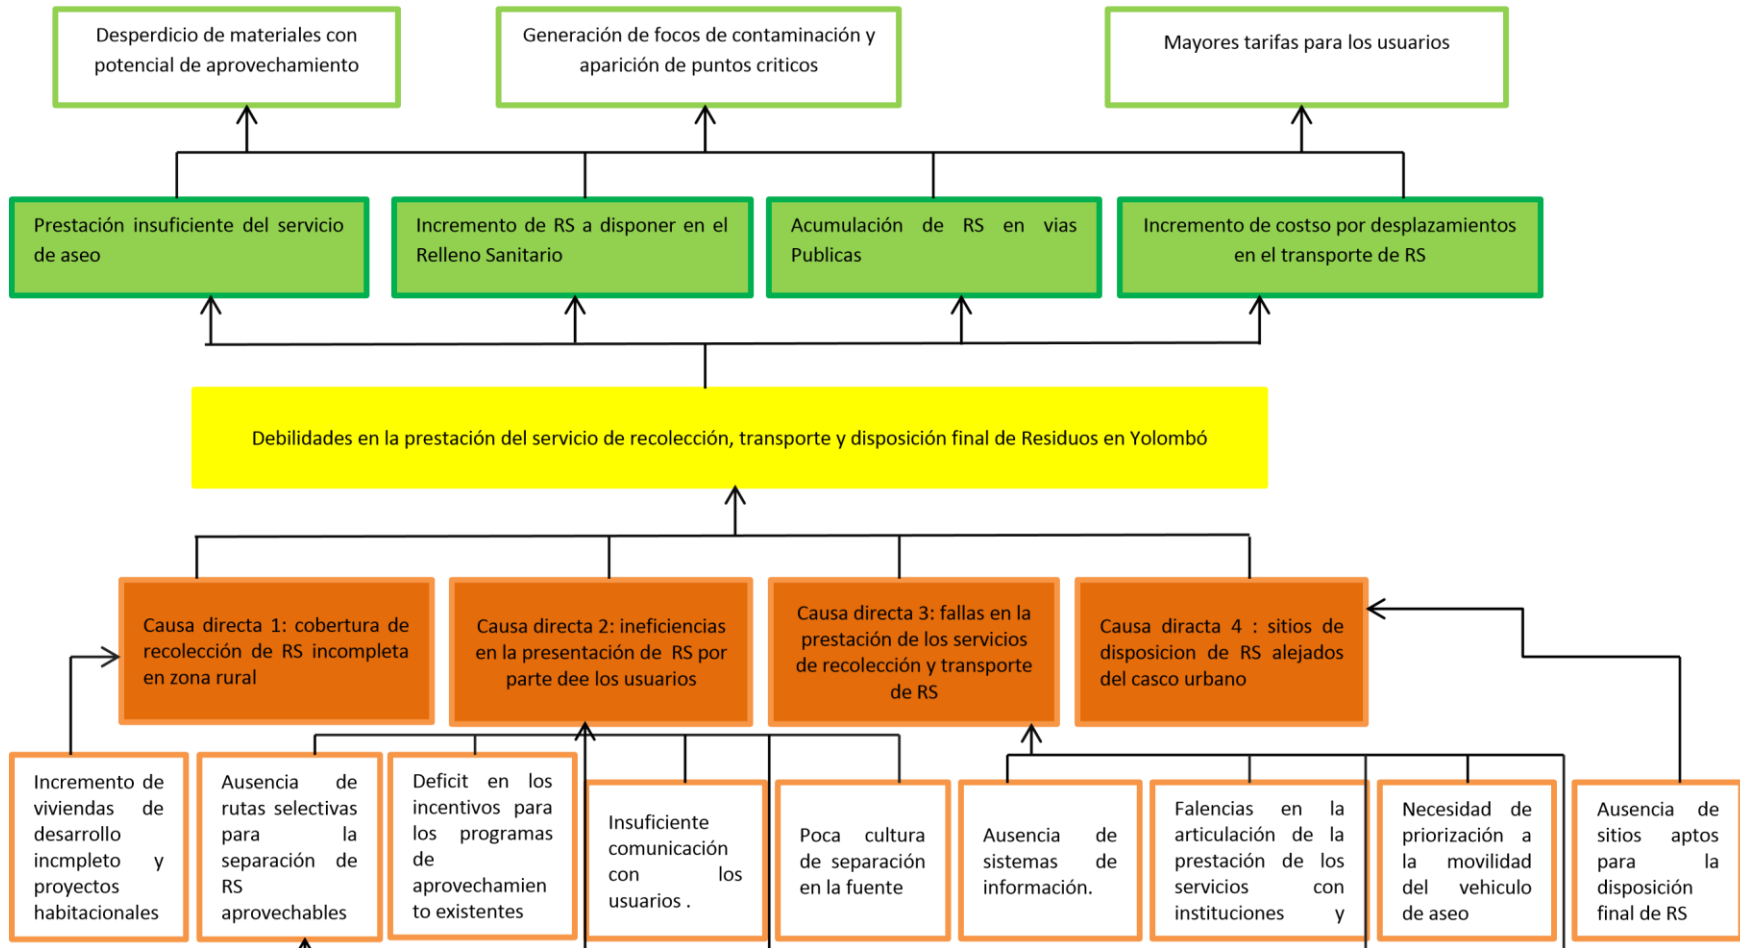 Desperdicio de materiales con
potencial de aprovechamiento
Generación de focos de contaminación y
aparición de puntos criticos
Mayores tarifas para los usuarios
Prestación insuficiente del servicio
de aseo
Incremento de RS a disponer en el
Relleno Sanitario
Acumulación de RS en vias
Publicas
Incremento de costso por desplazamientos
en el transporte de RS
Debilidades en la prestación del servicio de recolección, transporte y disposición final de Residuos en Yolombó
Causa directa 1: cobertura de
recolección de RS incompleta
en zona rural
Causa directa 2: ineficiencias
en la presentación de RS por
parte dee los usuarios
Causa directa 3: fallas en la
prestación de los servicios
de recolección y transporte
de RS
Causa diracta 4 : sitios de
disposicion de RS alejados
del casco urbano
Incremento de
viviendas de
desarrollo
incmpleto y
proyectos
habitacionales
Ausencia de
rutas selectivas
para la
separación de
RS
aprovechables
Deficit en los
incentivos para
los programas
de
aprovechamien
to existentes
Insuficiente
comunicación
con los
usuarios .
Poca cultura
de separación
en la fuente
Ausencia de
sistemas de
información.
Falencias en la
articulación de la
prestación de los
servicios con
instituciones y
Necesidad de
priorización a
la movilidad
del vehiculo
de aseo
Ausencia de
sitios aptos
para la
disposición
final de RS